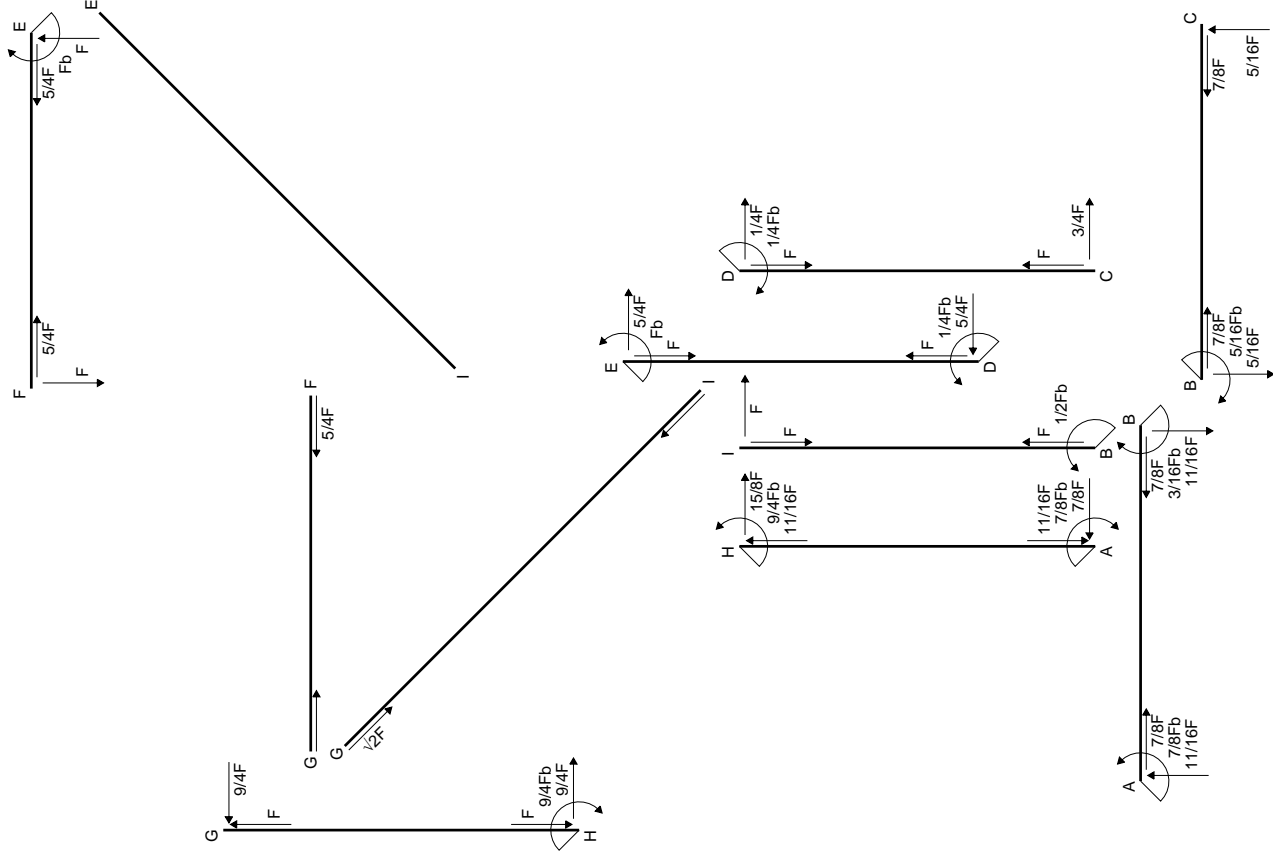 G
9/4F
F
F
9/4Fb
9/4F
H
G
F
5/4F
G
√2F
I
F
5/4F
F
E
5/4F
Fb
F
E
I
H
15/8F
9/4Fb
11/16F
11/16F
7/8Fb
7/8F
A
I
F
F
F
1/2Fb
B
E
5/4F
Fb
F
F
1/4Fb
5/4F
D
D
1/4F
1/4Fb
F
F
3/4F
C
A
7/8F
7/8Fb
11/16F
B
7/8F
3/16Fb
11/16F
B
7/8F
5/16Fb
5/16F
C
7/8F
5/16F